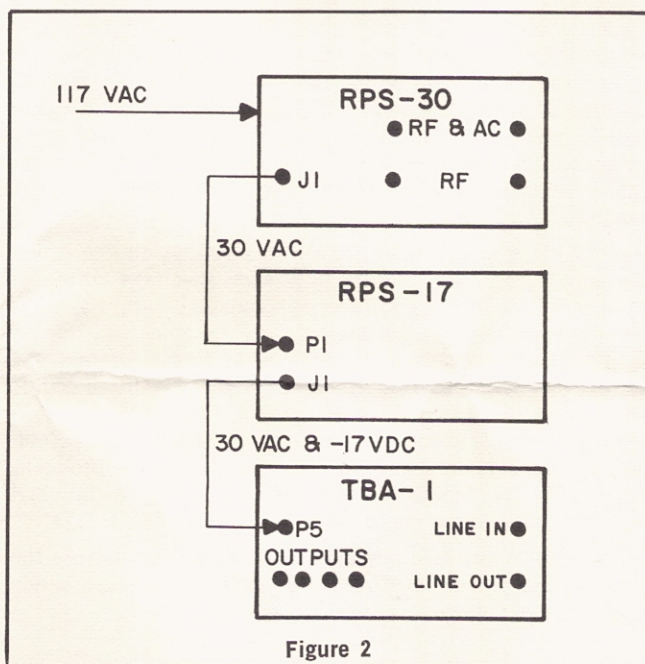 117 VAC
RPS-30
RF & AC
J1
RF
30 VAC
RPS-17
P1
J1
30 VAC & -17VDC
TBA-1
P5
LINE IN
OUTPUTS
LINE OUT
Figure 2